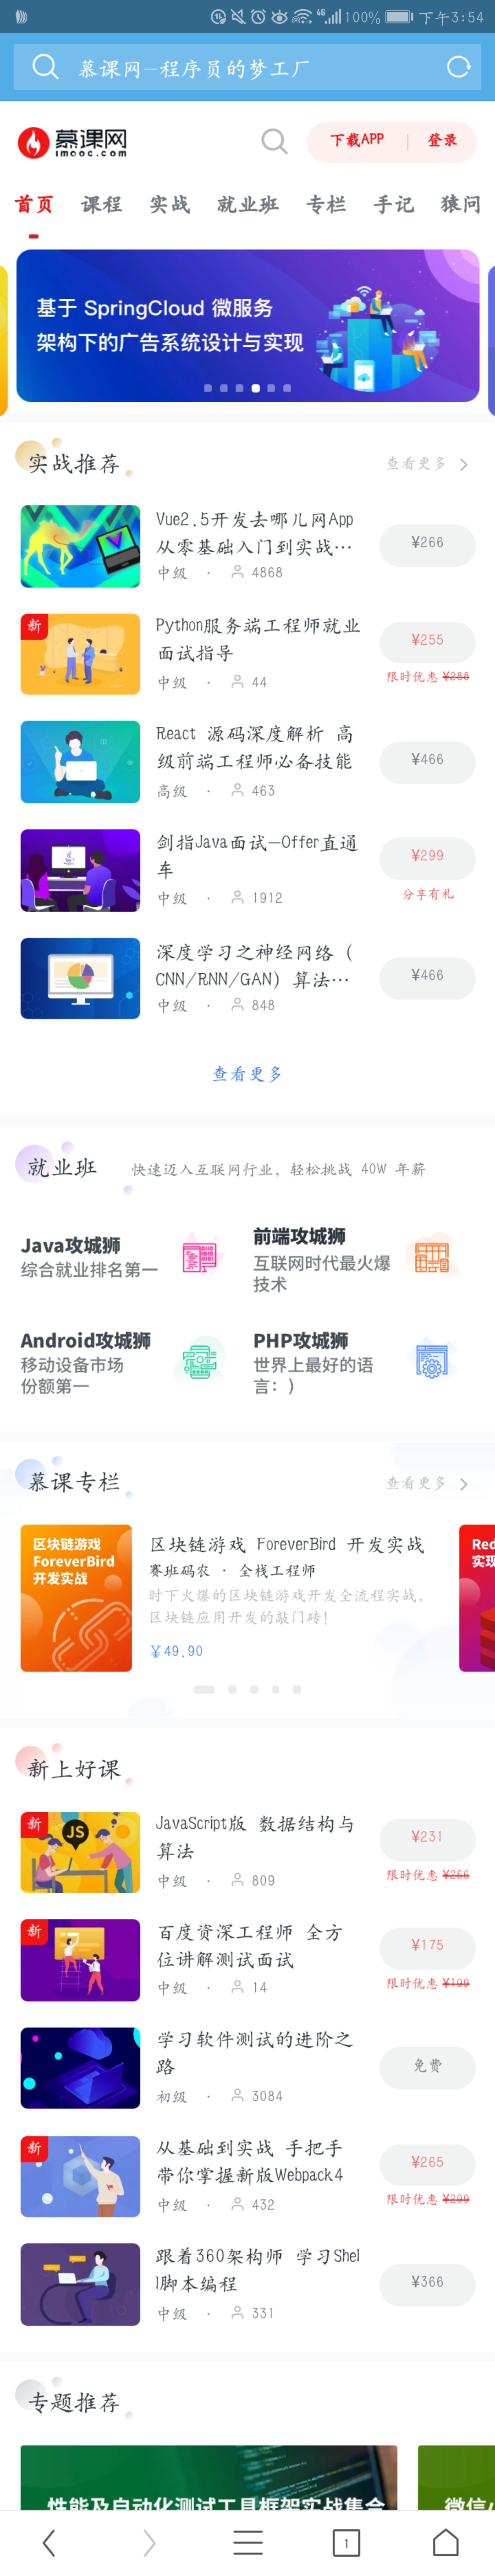 4G 100% 下午3:54
慕课网-程序员的梦工厂
慕课网
imooc.com
下载APP 登录
首页 课程 实战 就业班 专栏 手记 猿问
基于 SpringCloud 微服务
架构下的广告系统设计与实现
实战推荐 查看更多
Vue2.5开发去哪儿网App
从零基础入门到实战…
¥266
中级 · 4868
新
Python服务端工程师就业
面试指导
¥255
限时优惠 ¥288
中级 · 44
React 源码深度解析 高
级前端工程师必备技能
¥466
高级 · 463
剑指Java面试-Offer直通
车
¥299
分享有礼
中级 · 1912
深度学习之神经网络（
CNN/RNN/GAN）算法…
¥466
中级 · 848
查看更多
就业班 快速迈入互联网行业，轻松挑战 40W 年薪
Java攻城狮
综合就业排名第一
前端攻城狮
互联网时代最火爆
技术
Android攻城狮
移动设备市场
份额第一
PHP攻城狮
世界上最好的语
言：)
慕课专栏 查看更多
区块链游戏
ForeverBird
开发实战
区块链游戏 ForeverBird 开发实战
赛班码农 · 全栈工程师
时下火爆的区块链游戏开发全流程实战，
区块链应用开发的敲门砖！
¥49.90
Red
实现
新上好课
新
JS
JavaScript版 数据结构与
算法
¥231
限时优惠 ¥266
中级 · 809
新
百度资深工程师 全方
位讲解测试面试
¥175
限时优惠 ¥199
中级 · 14
学习软件测试的进阶之
路
免费
初级 · 3084
新
从基础到实战 手把手
带你掌握新版Webpack4
¥265
限时优惠 ¥299
中级 · 432
跟着360架构师 学习Shel
l脚本编程
¥366
中级 · 331
专题推荐
性能及自动化测试工具框架实战集合
微信
1